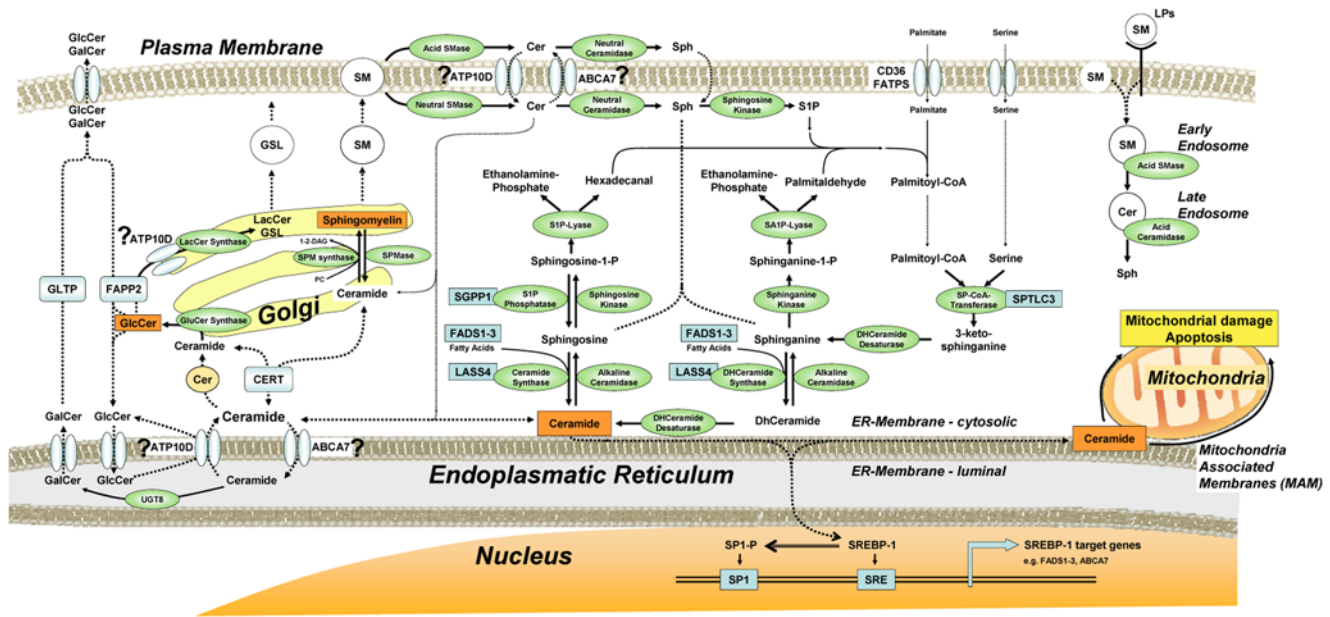 GlcCer
GalCer
Plasma Membrane
GlcCer
GalCer
SM
Acid SMase
Cer
Neutral
Ceramidase
Sph
?
ATP10D
ABCA7
?
Neutral SMase
Cer
Neutral
Ceramidase
Sph
Sphingosine
Kinase
S1P
Palmitate
Serine
CD36
FATPS
Palmitate
Serine
LPs
SM
SM
SM
Early
Endosome
Acid SMase
Cer
Late
Endosome
Acid
Ceramidase
Sph
GSL
SM
Ethanolamine-
Phosphate
Hexadecanal
Ethanolamine-
Phosphate
Palmitaldehyde
Palmitoyl-CoA
S1P-Lyase
SA1P-Lyase
LacCer
GSL
Sphingomyelin
?
ATP10D
LacCer Synthase
1-2-DAG
SPM synthase
SPMase
PC
Ceramide
Golgi
GLTP
FAPP2
GlcCer
GluCer Synthase
Ceramide
Cer
CERT
Sphingosine-1-P
Sphinganine-1-P
Palmitoyl-CoA
Serine
SGPP1
S1P
Phosphatase
Sphingosine
Kinase
Sphinganine
Kinase
SP-CoA-
Transferase
SPTLC3
FADS1-3
Fatty Acids
Sphingosine
FADS1-3
Fatty Acids
Sphinganine
DHCeramide
Desaturase
3-keto-
sphinganine
LASS4
Ceramide
Synthase
Alkaline
Ceramidase
LASS4
DHCeramide
Synthase
Alkaline
Ceramidase
Mitochondrial damage
Apoptosis
Mitochondria
GalCer
GlcCer
Ceramide
Ceramide
DHCeramide
Desaturase
DhCeramide
ER-Membrane - cytosolic
Ceramide
?
ATP10D
ABCA7
?
GalCer
GlcCer
Ceramide
UGT8
Endoplasmatic Reticulum
ER-Membrane - luminal
Mitochondria
Associated
Membranes (MAM)
Nucleus
SP1-P
SREBP-1
SREBP-1 target genes
e.g. FADS1-3, ABCA7
SP1
SRE